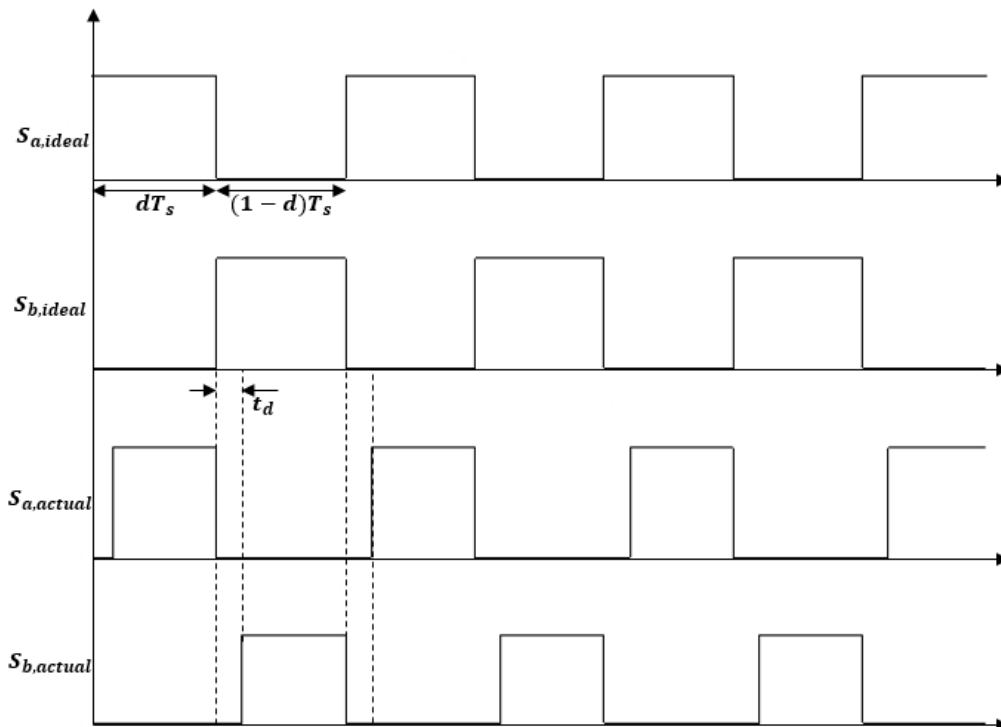 S_{a,ideal}
dT_s
(1 − d)T_s
S_{b,ideal}
t_d
S_{a,actual}
S_{b,actual}